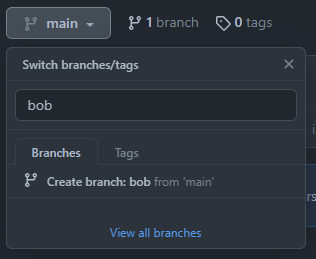 main 1 branch 0 tags
Switch branches/tags
bob
Branches Tags
Create branch: bob from 'main'
View all branches